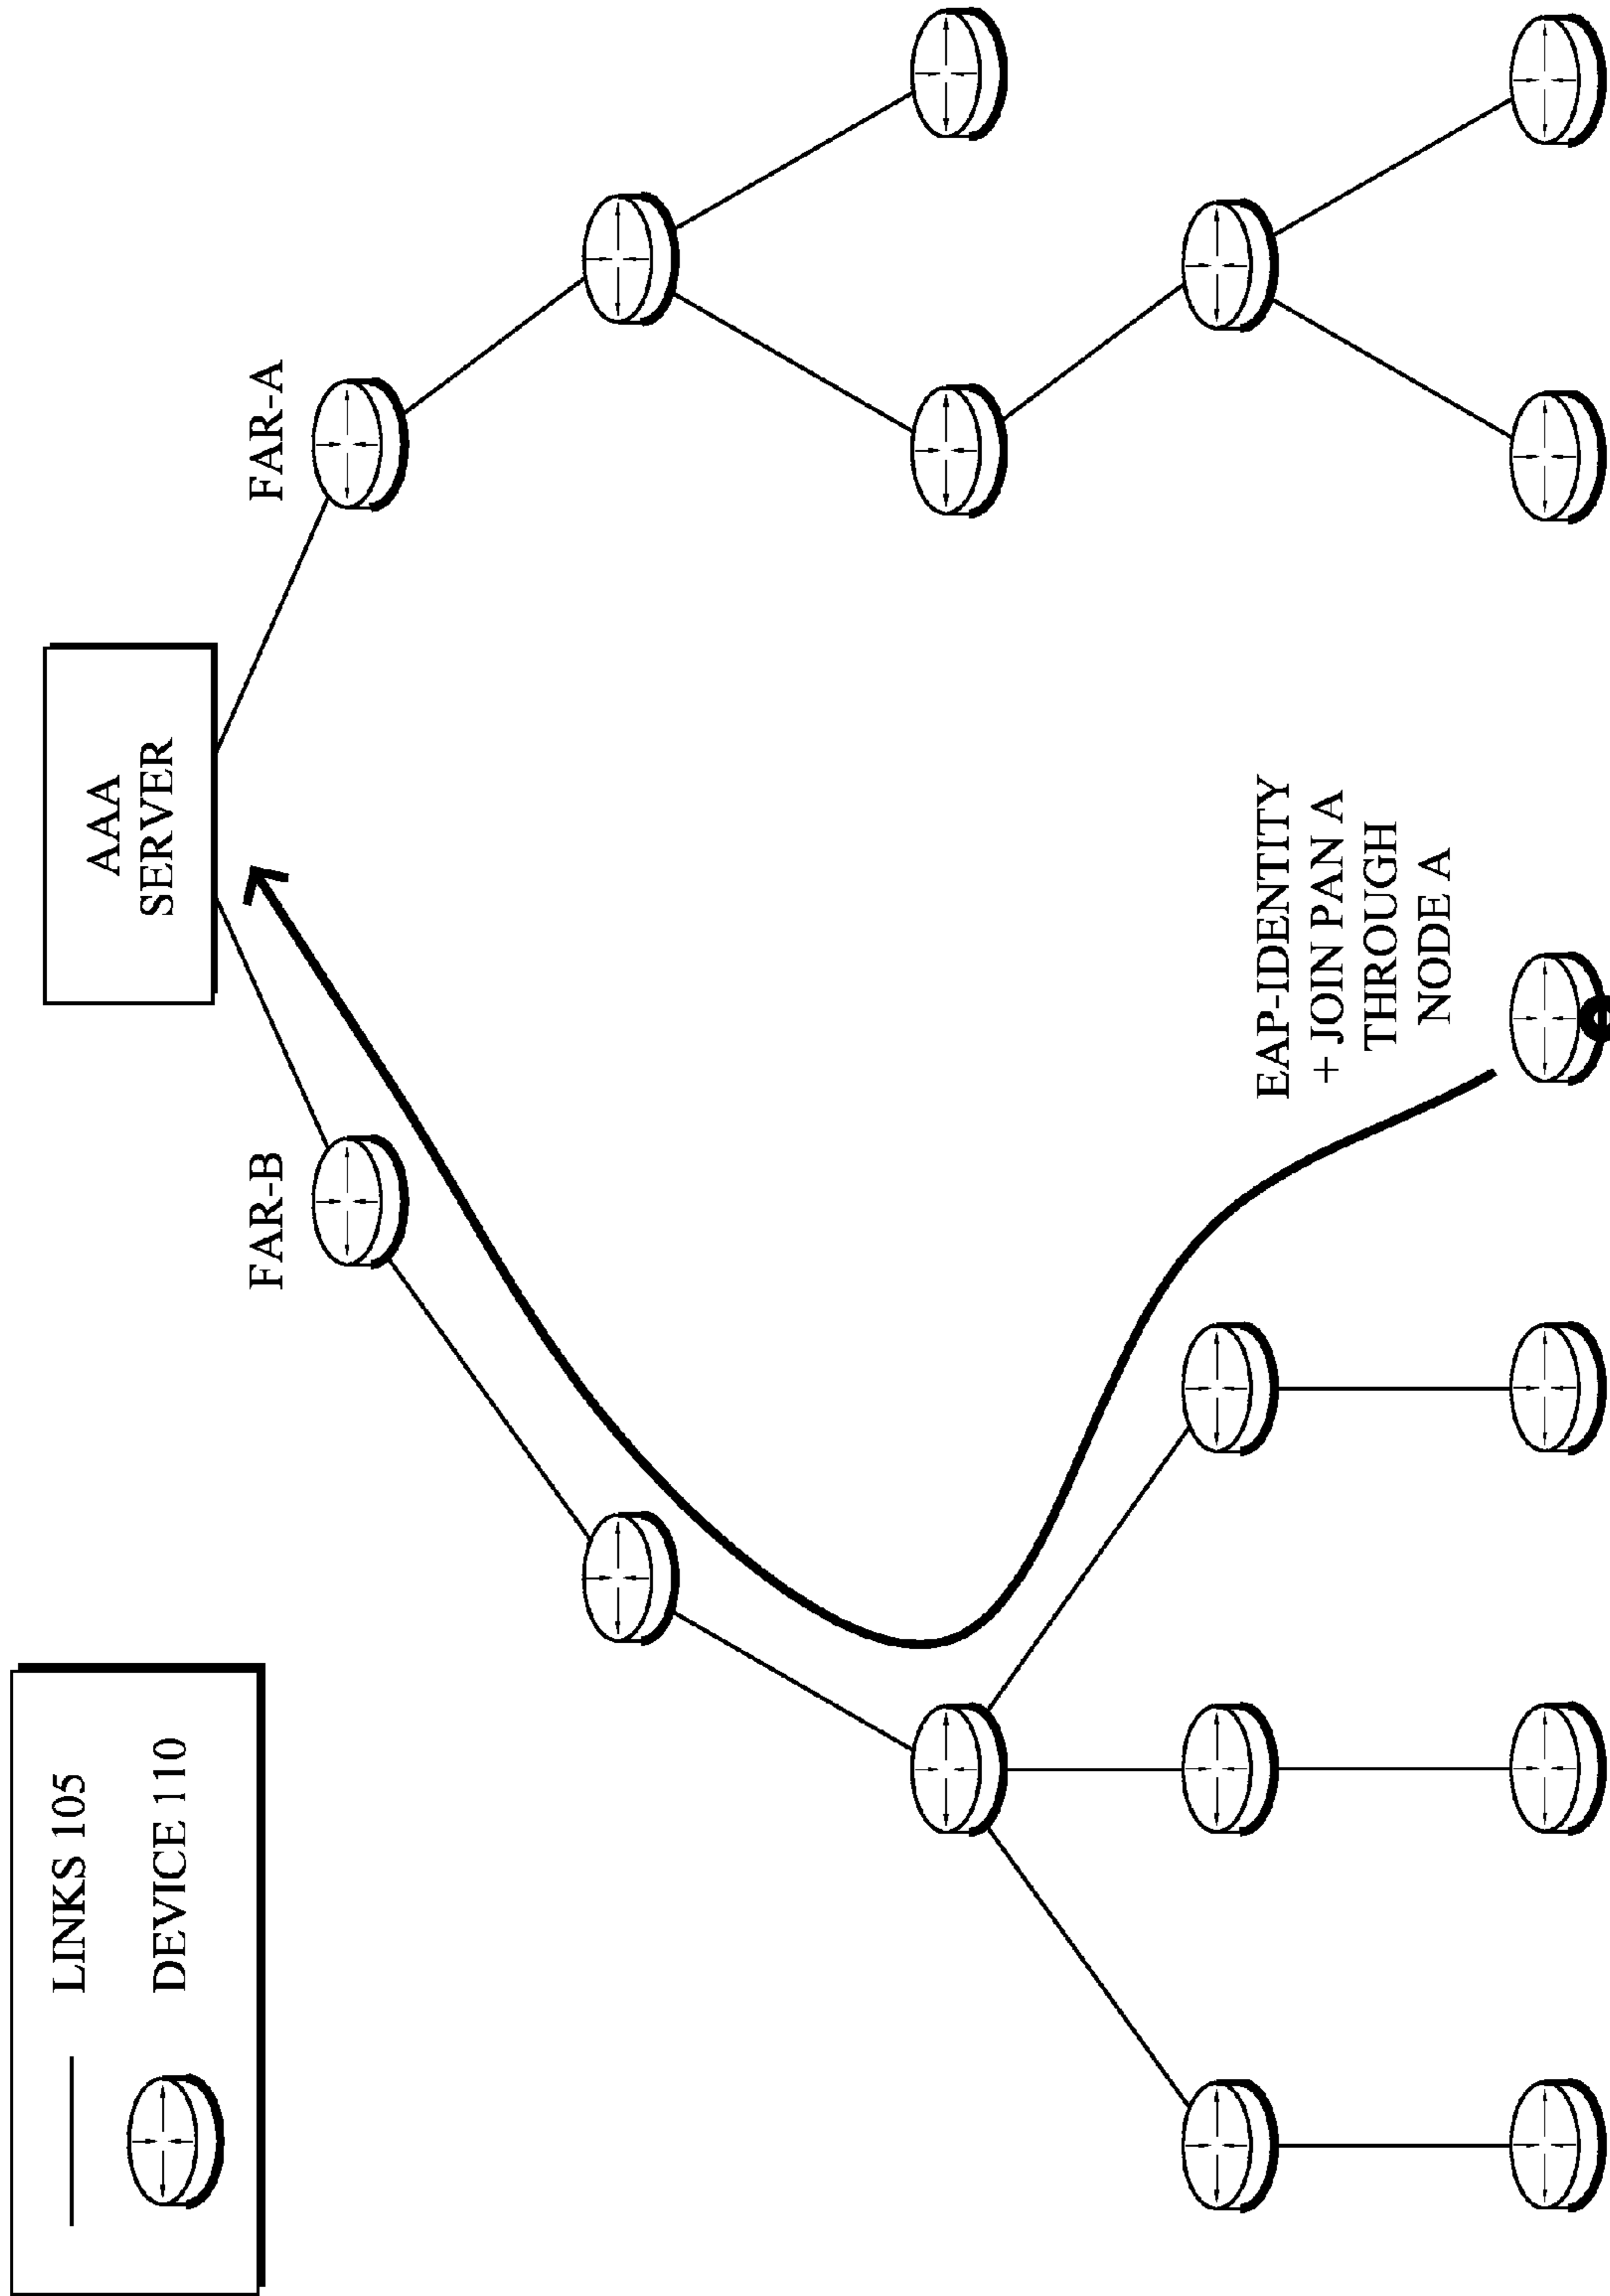 LINKS 105
DEVICE 110
AAA
SERVER
FAR-B
FAR-A
EAP-IDENTITY
+ JOIN PAN A
THROUGH
NODE A